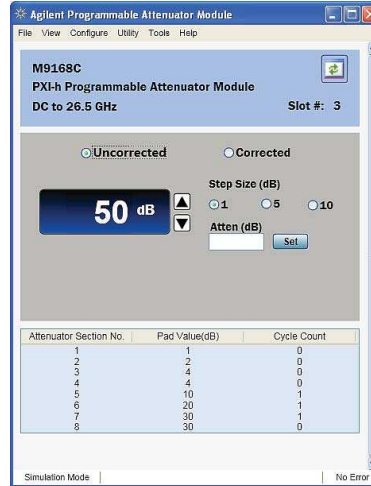 Agilent Programmable Attenuator Module
File View Configure Utility Tools Help
M9168C
PXI-h Programmable Attenuator Module
DC to 26.5 GHz Slot #: 3
Uncorrected Corrected
Step Size (dB)
50 dB 1 5 10
Atten (dB)
Set
Attenuator Section No. Pad Value(dB) Cycle Count
1 1 0
2 2 0
3 4 0
4 4 0
5 10 1
6 20 1
7 30 1
8 30 0
Simulation Mode No Error